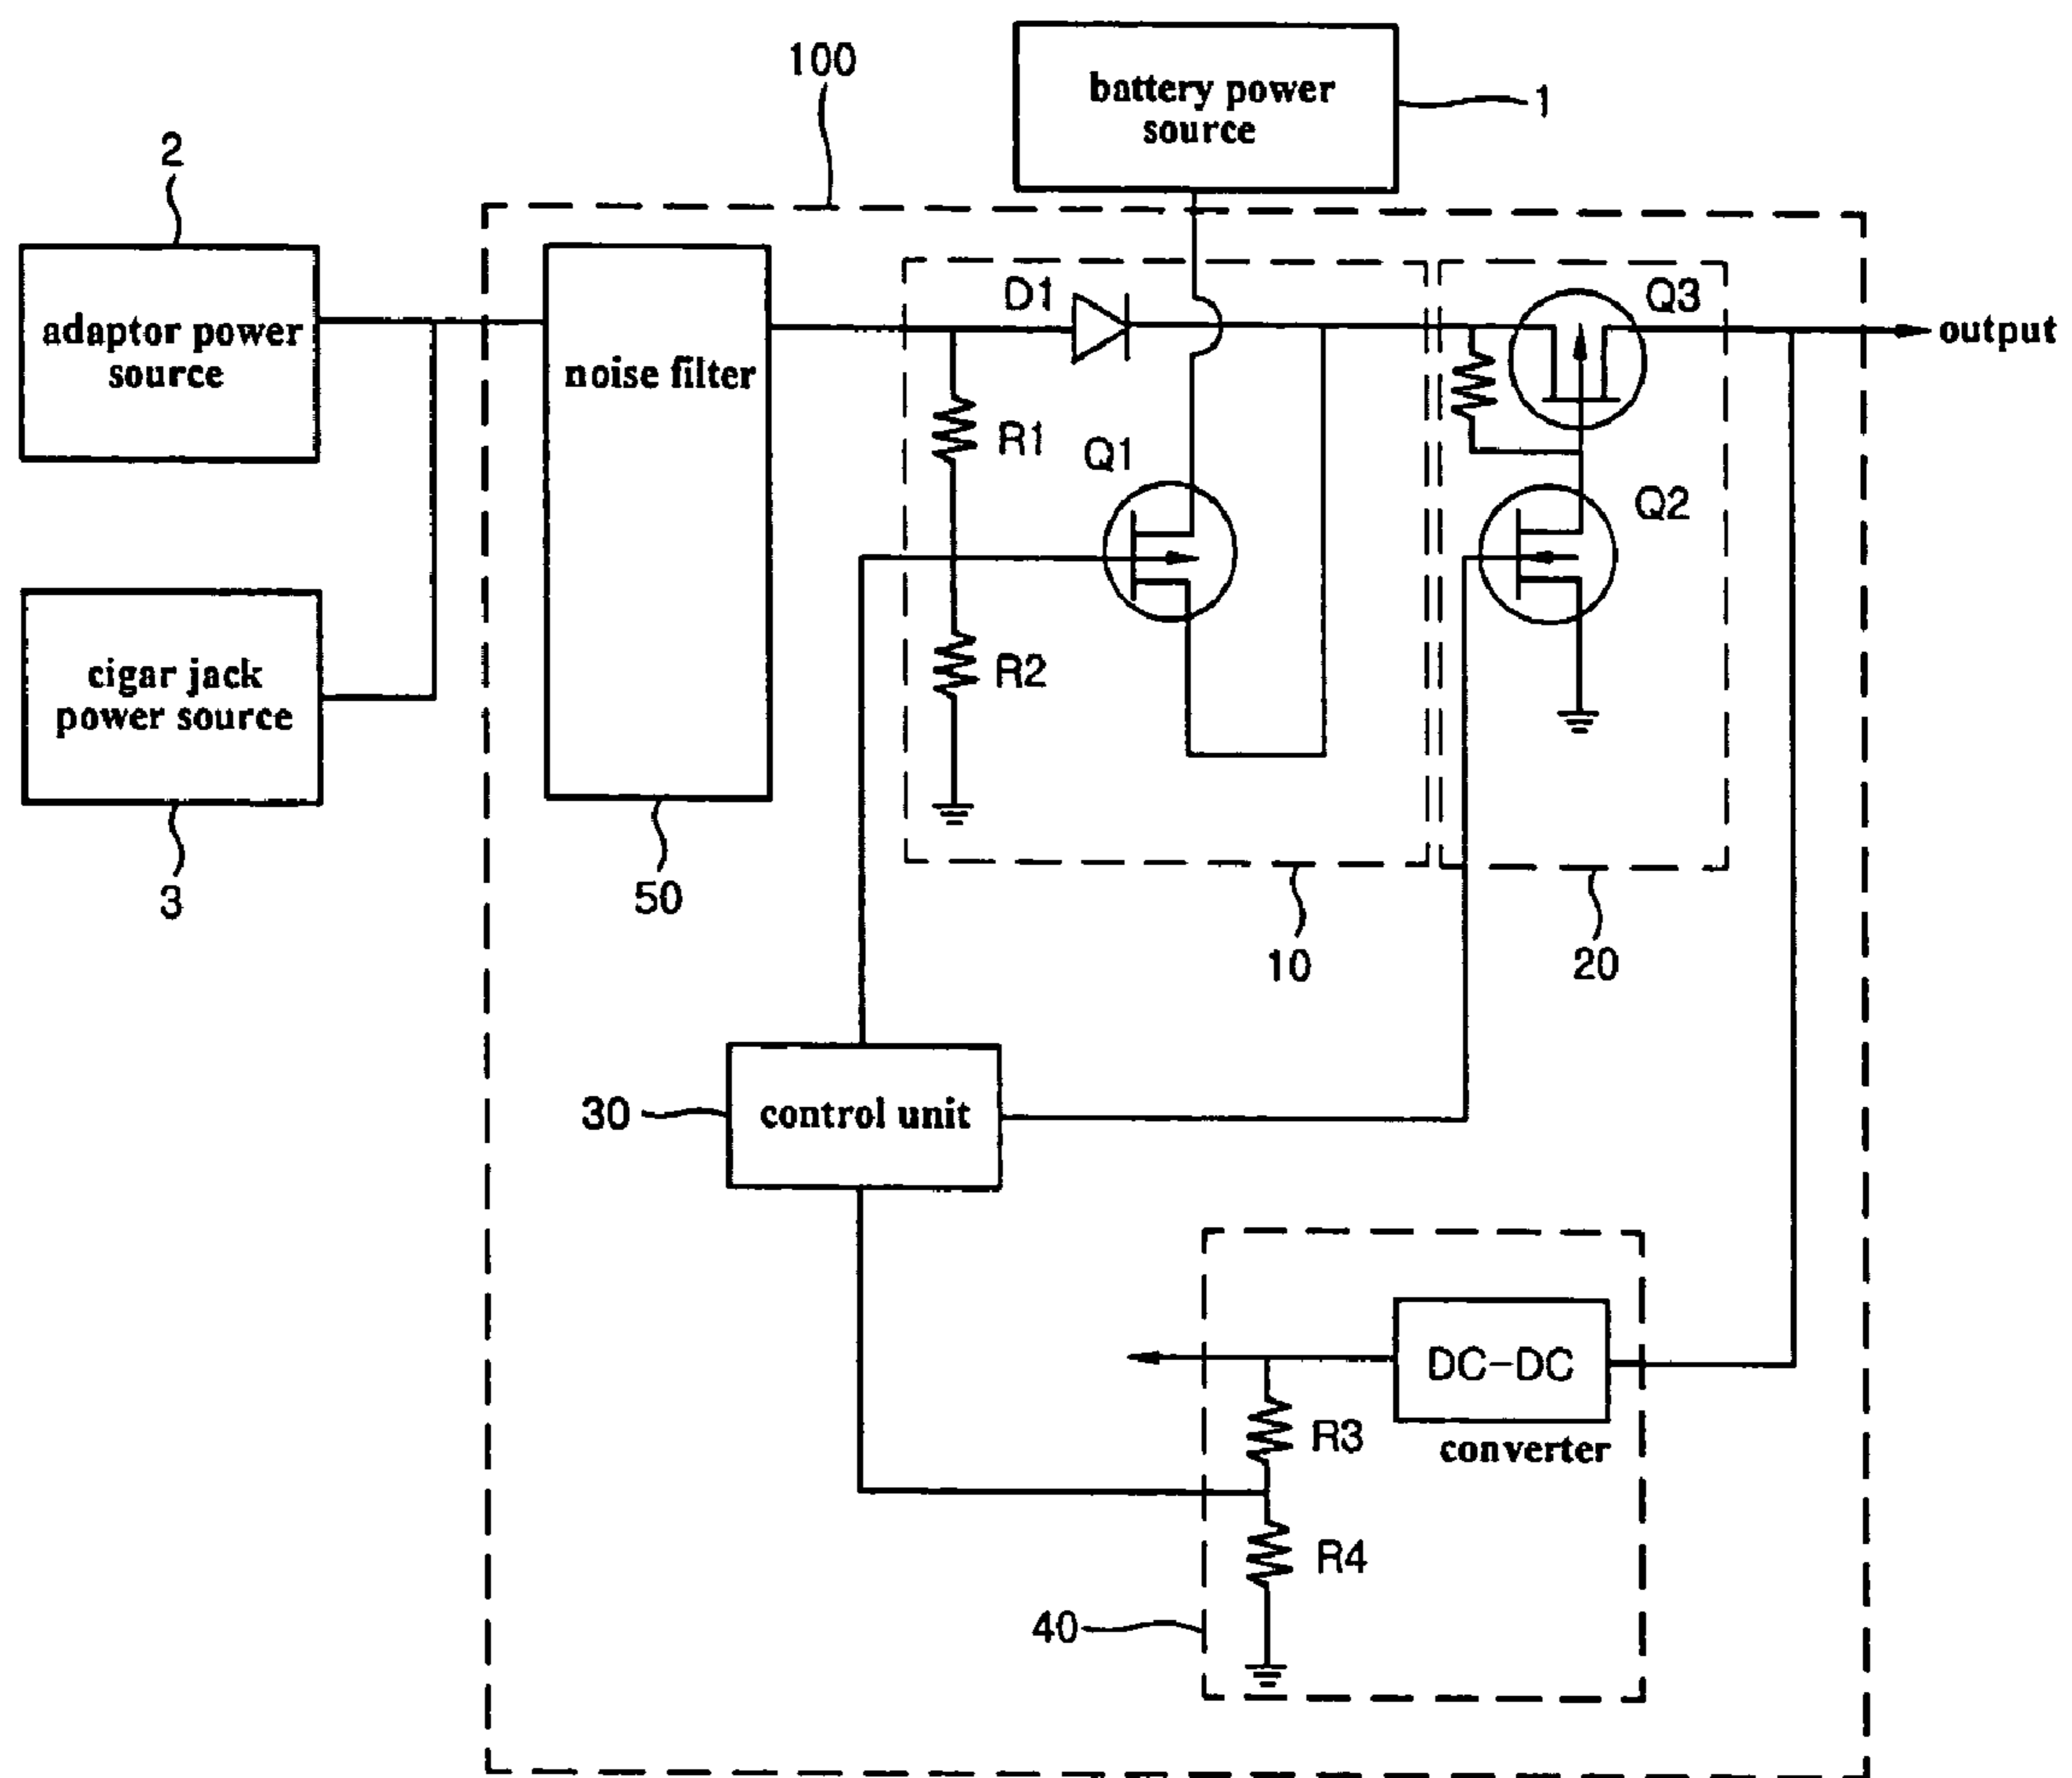 100
battery power
source
1
2
adaptor power
source
noise filter
D1
Q3
output
R1
Q1
Q2
R2
cigar jack
power source
3
50
10
20
30
control unit
DC-DC
converter
R3
R4
40